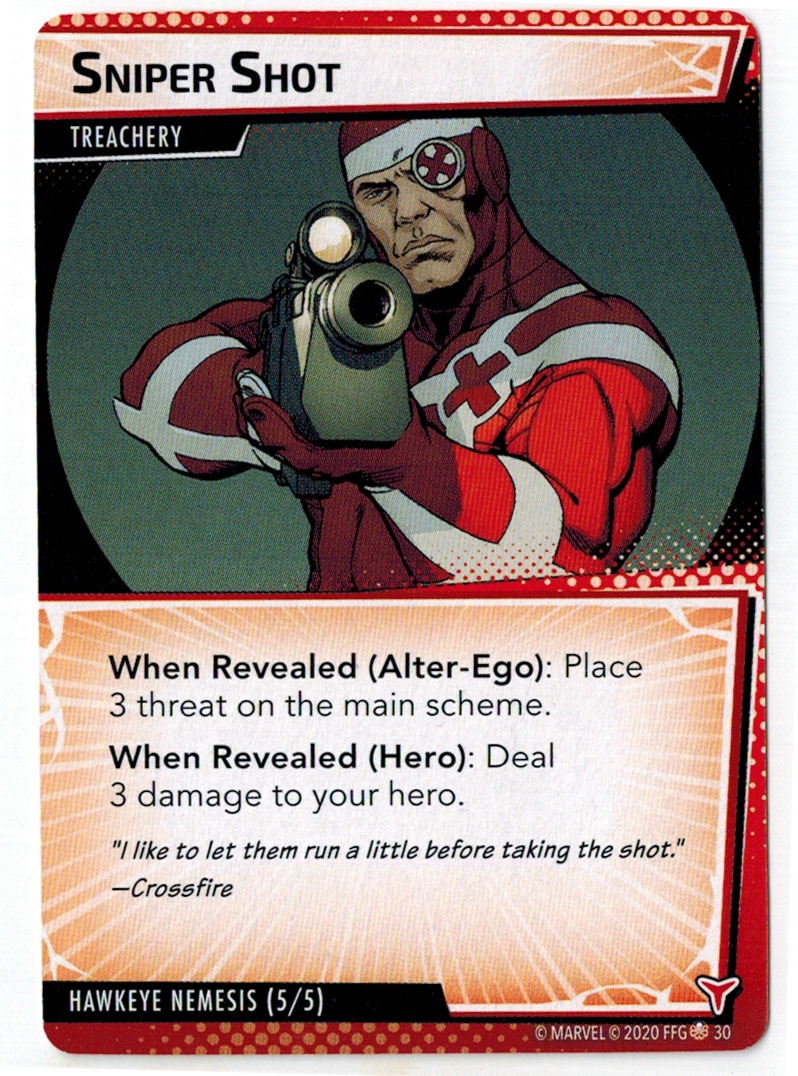 Sniper Shot
TREACHERY
When Revealed (Alter-Ego): Place
3 threat on the main scheme.
When Revealed (Hero): Deal
3 damage to your hero.
"I like to let them run a little before taking the shot."
—Crossfire
HAWKEYE NEMESIS (5/5)
© MARVEL © 2020 FFG 30